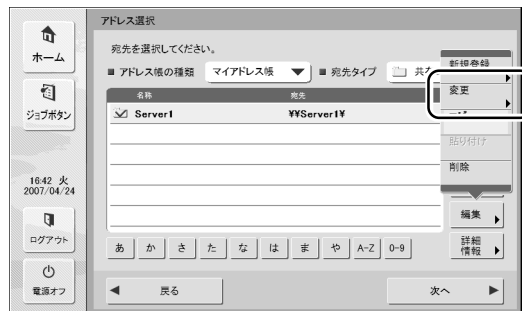 アドレス選択
ホーム
宛先を選択してください。
■ アドレス帳の種類 マイアドレス帳 ■ 宛先タイプ 共
新規登録
変更
名称 宛先
ジョブボタン
Server1 ¥¥Server1¥
貼り付け
削除
16:42 火
2007/04/24
編集
ログアウト
あ か さ た な は ま や A-Z 0-9
詳細
情報
電源オフ
戻る
次へ